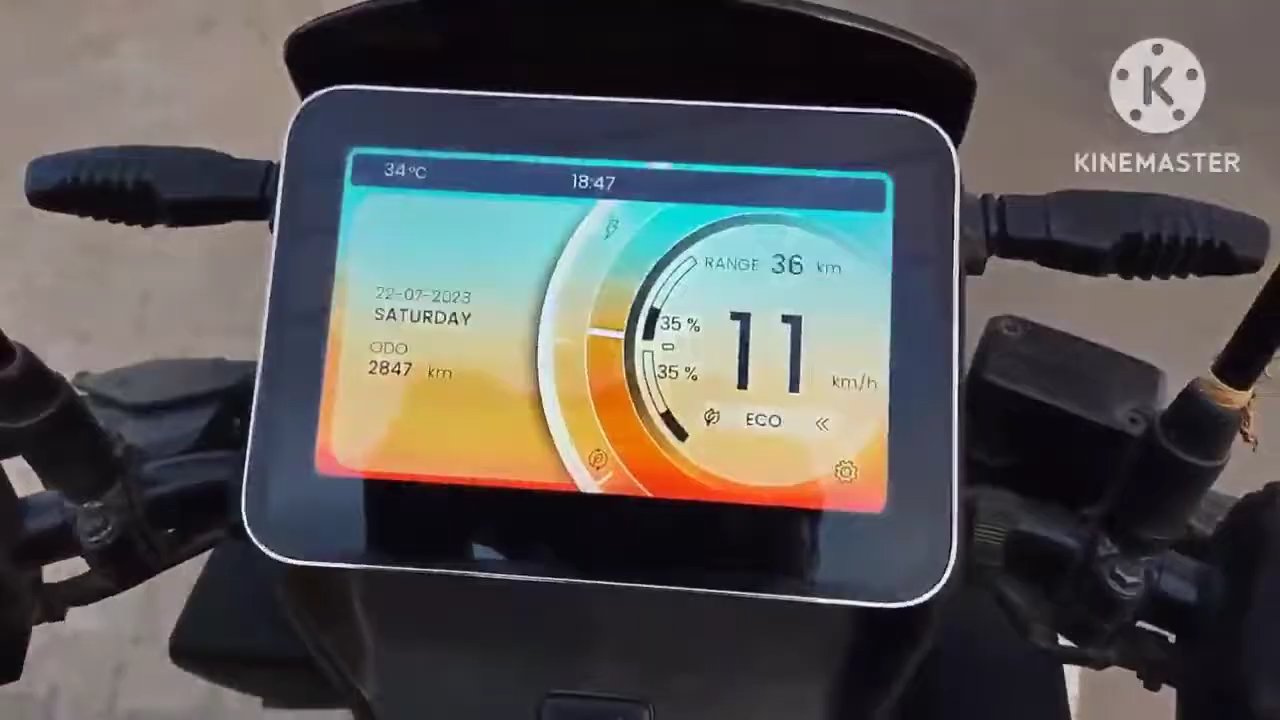 34°C
18:47
K
KINEMASTER
RANGE 36 km
22-07-2023
SATURDAY
ODO
2847 km
35 %
35 %
11
km/h
ECO